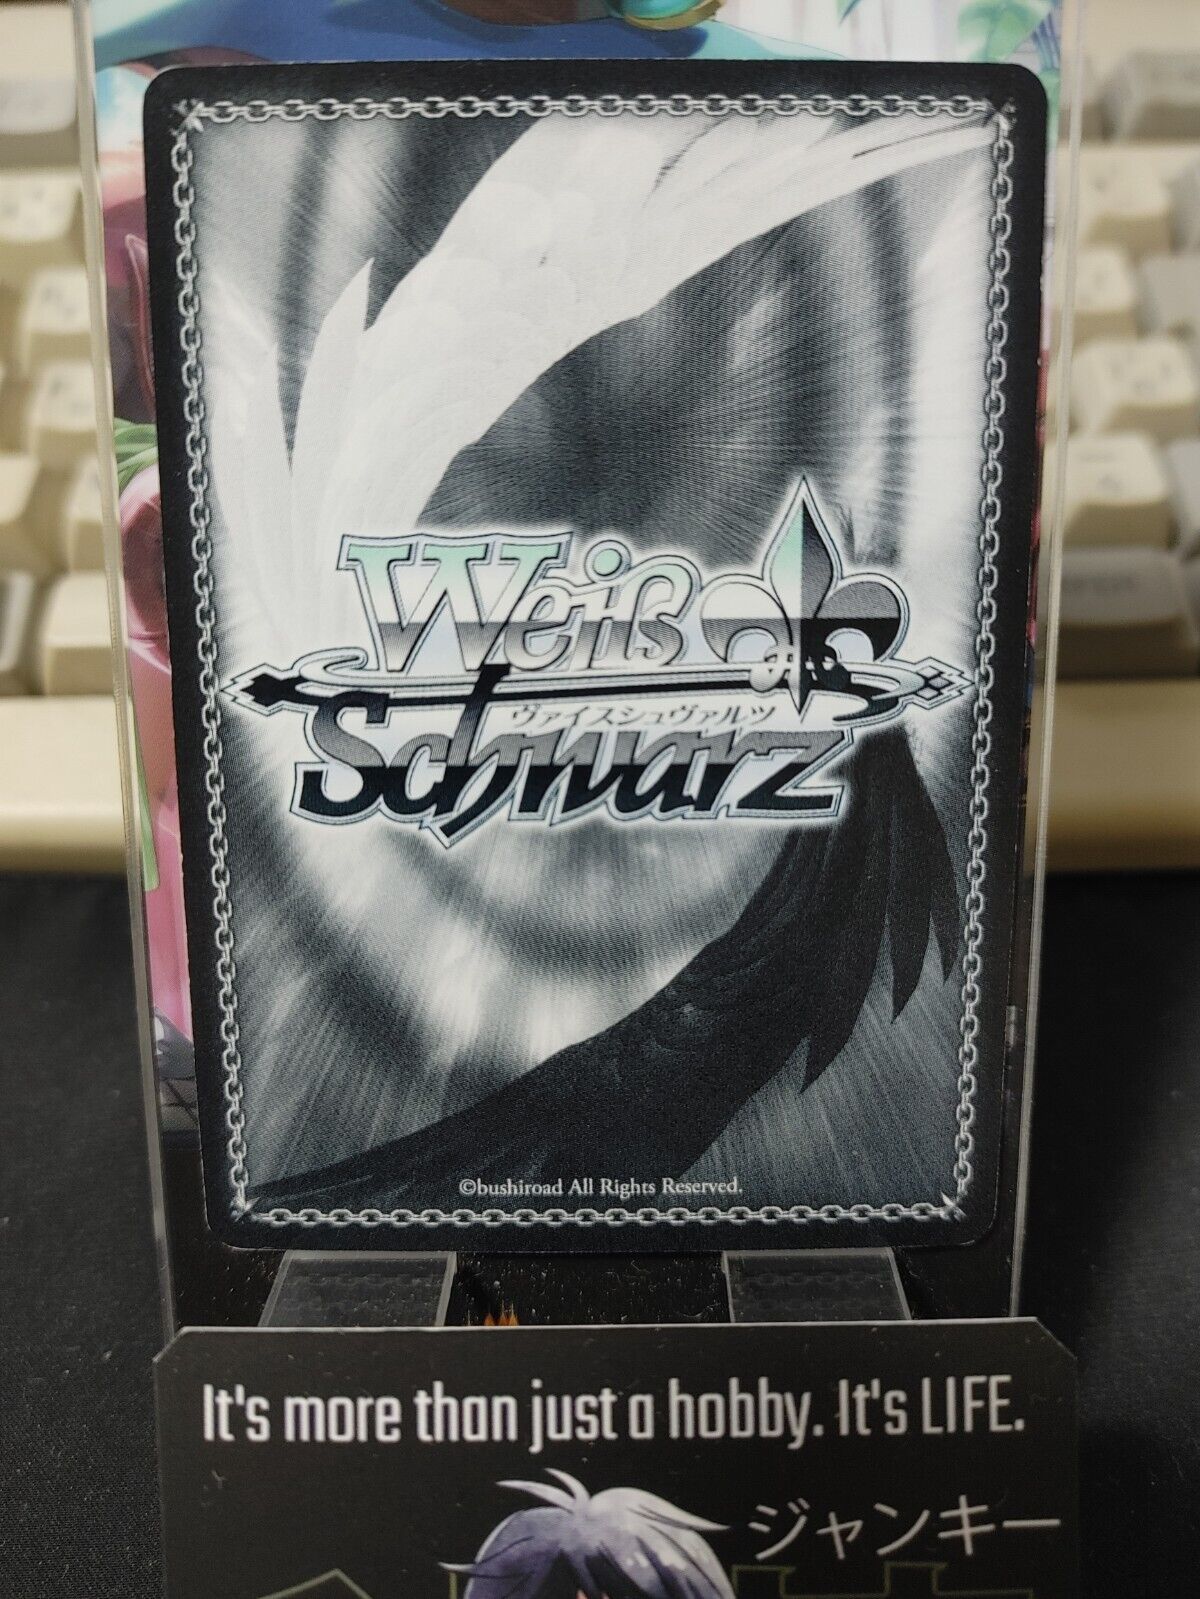 Weiß
ヴァイスシュヴァルツ
Schwarz
©bushiroad All Rights Reserved.
It's more than just a hobby. It's LIFE.
ジャンキー